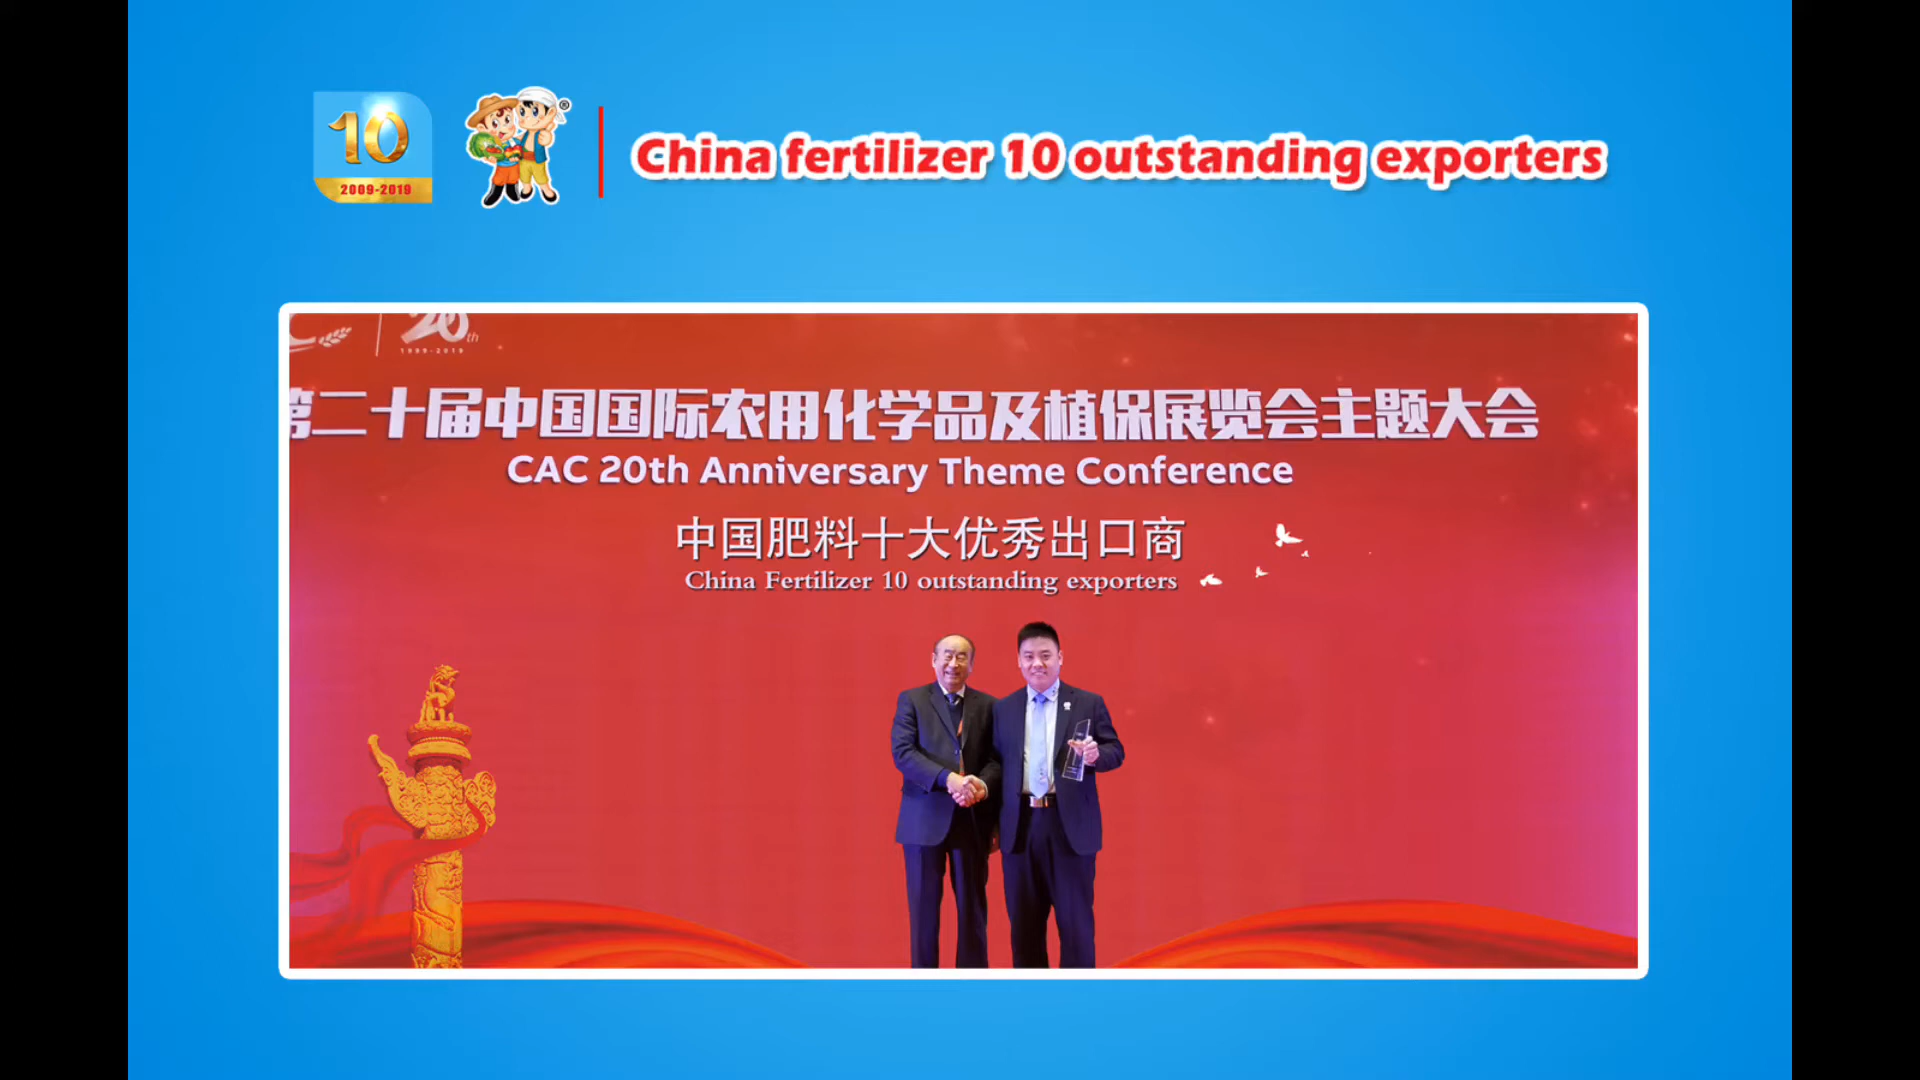 10
2009-2019
®
China fertilizer 10 outstanding exporters
20th
1999-2019
第二十届中国国际农用化学品及植保展览会主题大会
CAC 20th Anniversary Theme Conference
中国肥料十大优秀出口商
China Fertilizer 10 outstanding exporters